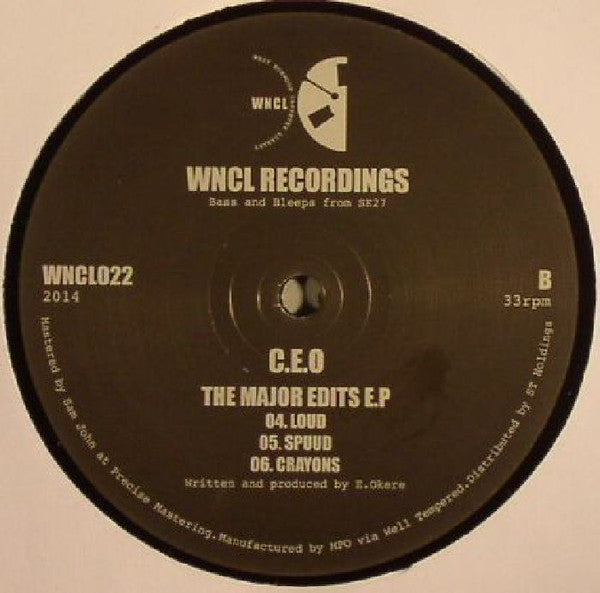 WNCL
WNCL RECORDINGS
Bass and Bleeps from SE27
WNCL022
2014
B
33rpm
C.E.O
THE MAJOR EDITS E.P
04. LOUD
05. SPUUD
06. CRAYONS
Written and produced by E.Okere
Mastered by Sam John at Precise Mastering.Manufactured by MPO via Well Tempered.Distributed by ST Holdings